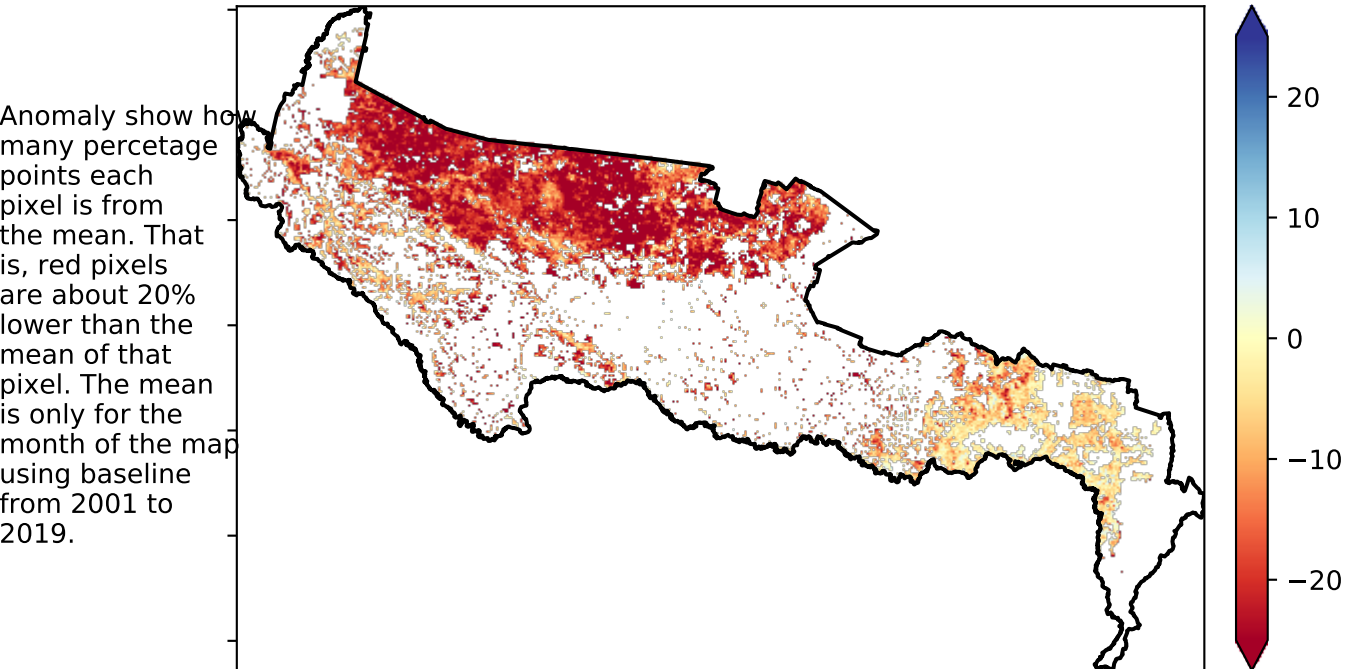 Anomaly show how
many percetage
points each
pixel is from
the mean. That
is, red pixels
are about 20%
lower than the
mean of that
pixel. The mean
is only for the
month of the map
using baseline
from 2001 to
2019.
20
10
0
−10
−20